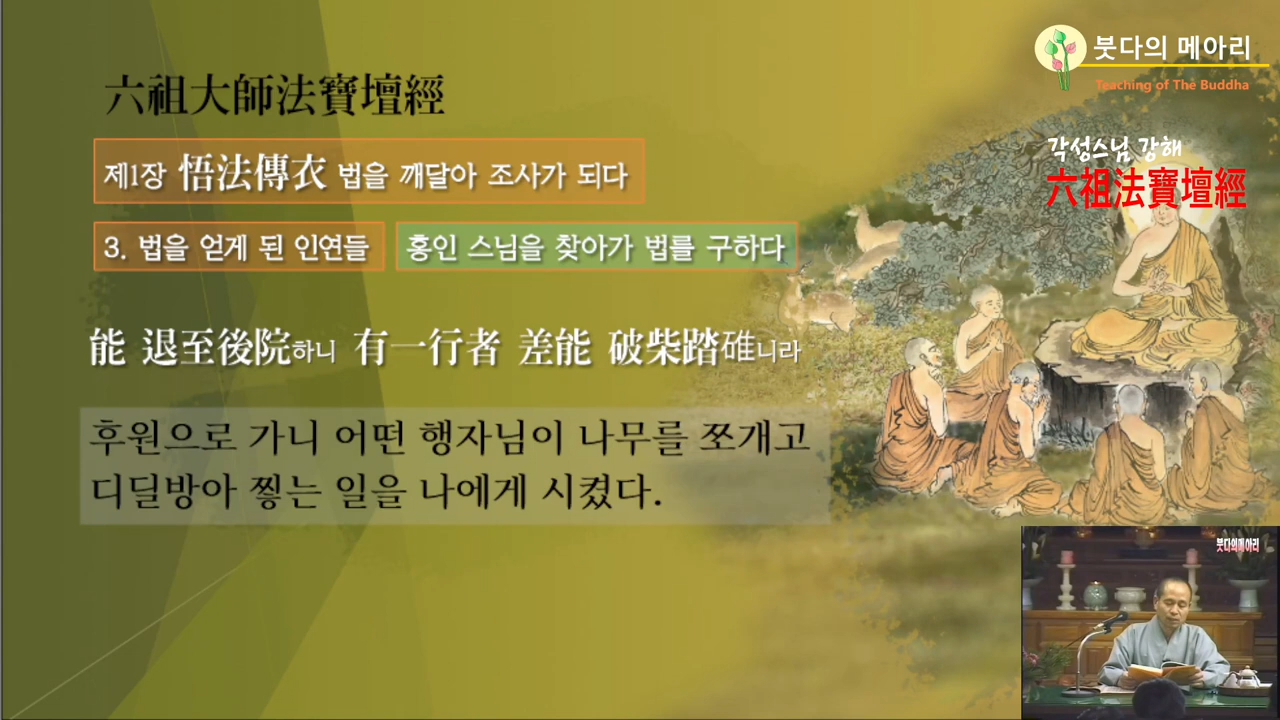 붓다의 메아리
Teaching of The Buddha
六祖大師法寶壇經
각성스님 강해
六祖法寶壇經
제1장 悟法傳衣 법을 깨달아 조사가 되다
3. 법을 얻게 된 인연들
홍인 스님을 찾아가 법를 구하다
能 退至後院하니 有一行者 差能 破柴踏碓니라
후원으로 가니 어떤 행자님이 나무를 쪼개고
디딜방아 찧는 일을 나에게 시켰다.
붓다의메아리